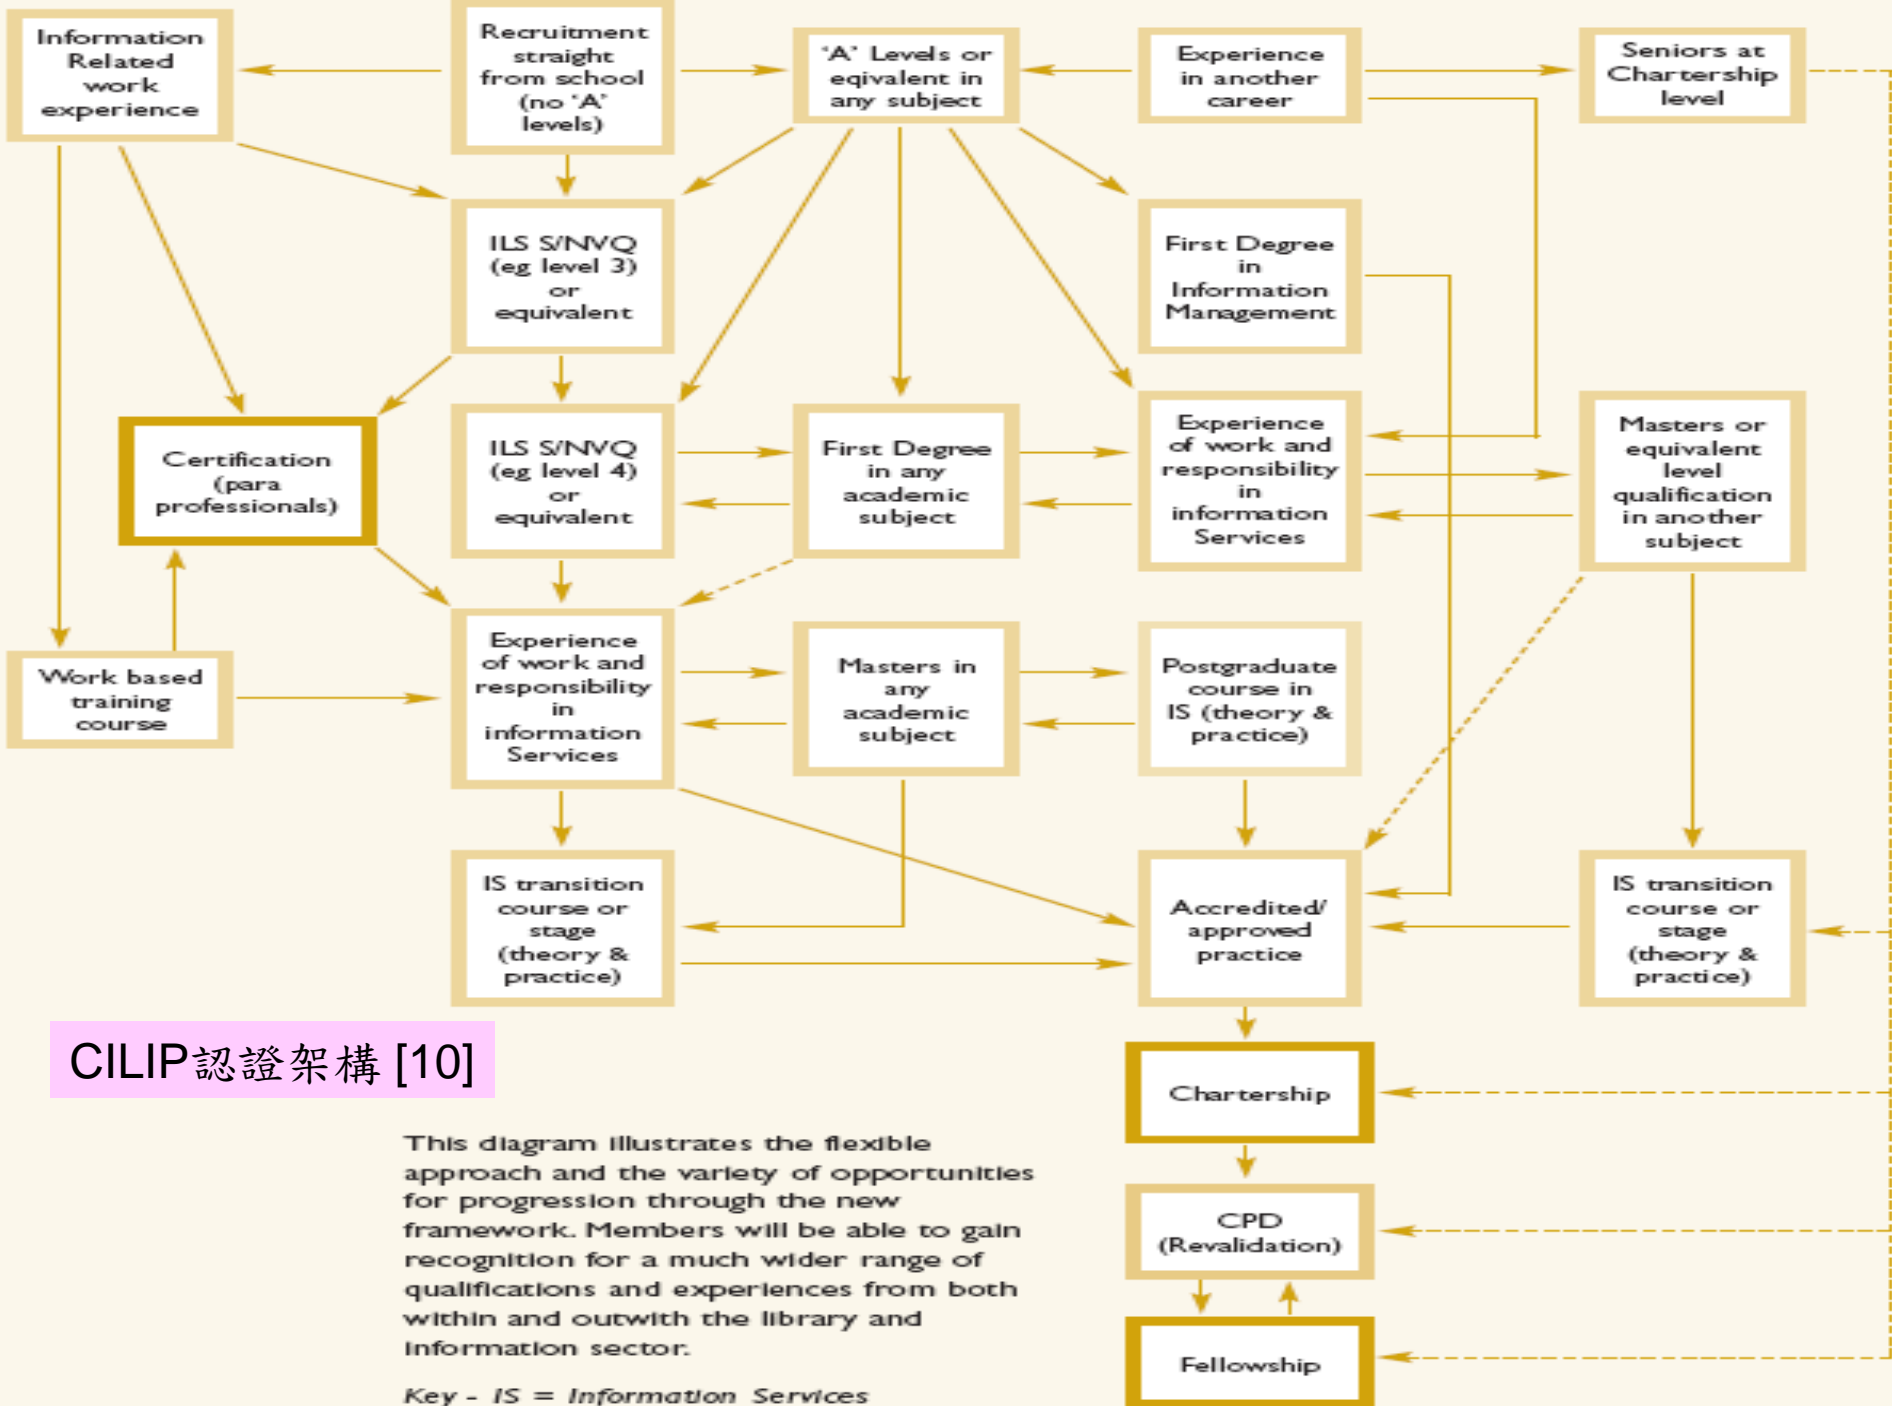 Information
Related
work
experience
Recruitment
straight
from school
(no ‘A’
levels)
‘A’ Levels or
eqivalent in
any subject
Experience
in another
career
Seniors at
Chartership
level
ILS S/NVQ
(eg level 3)
or
equivalent
First Degree
in
Information
Management
Certification
(para
professionals)
ILS S/NVQ
(eg level 4)
or
equivalent
First Degree
in any
academic
subject
Experience
of work and
responsibility
in
information
Services
Masters or
equivalent
level
qualification
in another
subject
Work based
training
course
Experience
of work and
responsibility
in
information
Services
Masters in
any
academic
subject
Postgraduate
course in
IS (theory &
practice)
IS transition
course or
stage
(theory &
practice)
Accredited/
approved
practice
IS transition
course or
stage
(theory &
practice)
CILIP認證架構 [10]
Chartership
CPD
(Revalidation)
Fellowship
This diagram illustrates the flexible
approach and the variety of opportunities
for progression through the new
framework. Members will be able to gain
recognition for a much wider range of
qualifications and experiences from both
within and outwith the library and
information sector.
Key - IS = Information Services